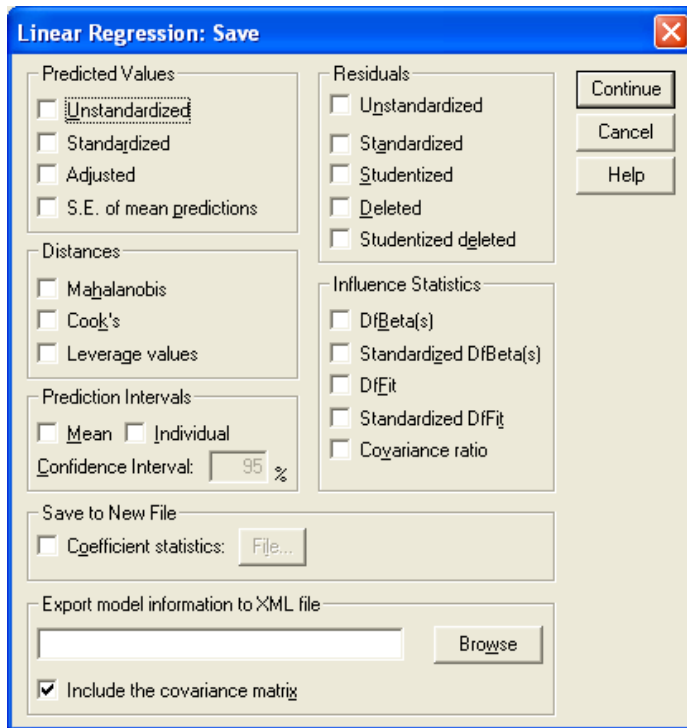 Linear Regression: Save
Predicted Values
Unstandardized
Standardized
Adjusted
S.E. of mean predictions
Distances
Mahalanobis
Cook's
Leverage values
Prediction Intervals
Mean Individual
Confidence Interval: 95 %
Residuals
Unstandardized
Standardized
Studentized
Deleted
Studentized deleted
Influence Statistics
DfBeta(s)
Standardized DfBeta(s)
DfFit
Standardized DfFit
Covariance ratio
Continue
Cancel
Help
Save to New File
Coefficient statistics: File...
Export model information to XML file
Browse
Include the covariance matrix